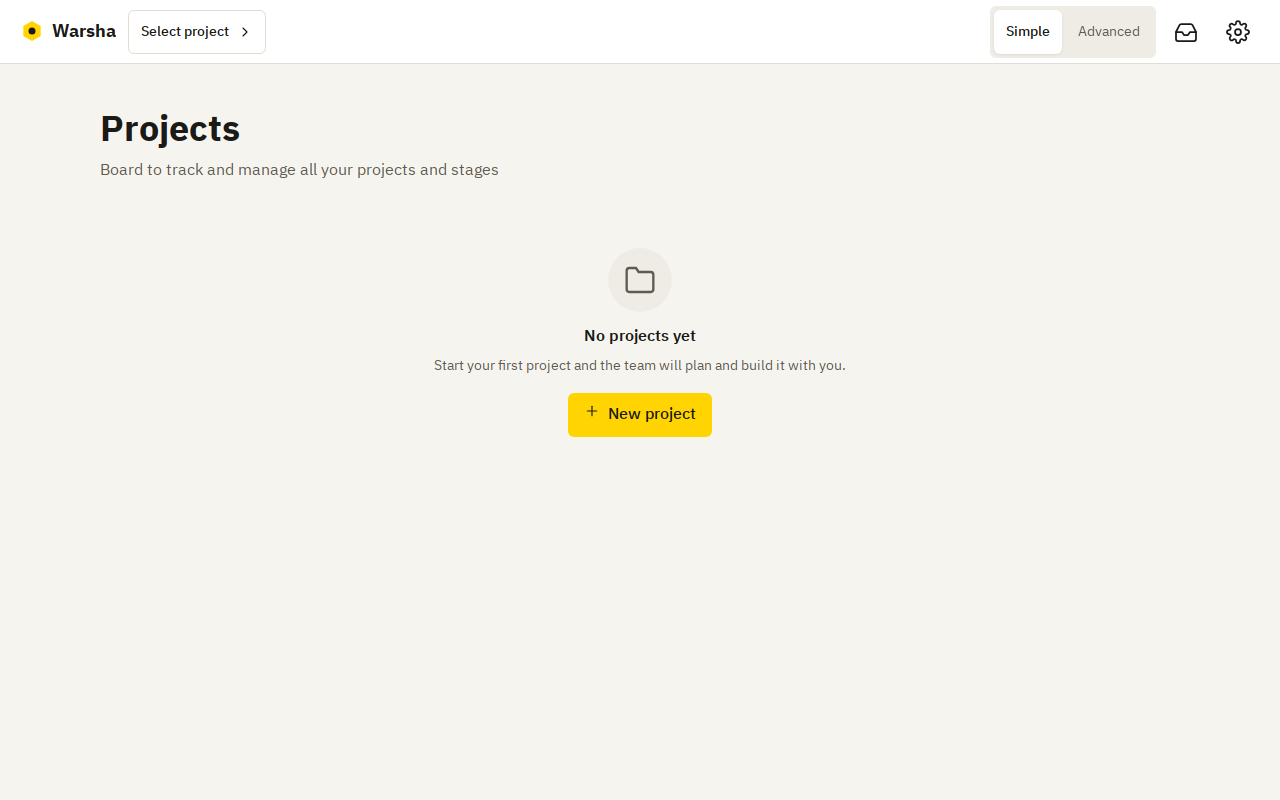 Warsha
Select project
Simple
Advanced
Projects
Board to track and manage all your projects and stages
No projects yet
Start your first project and the team will plan and build it with you.
New project